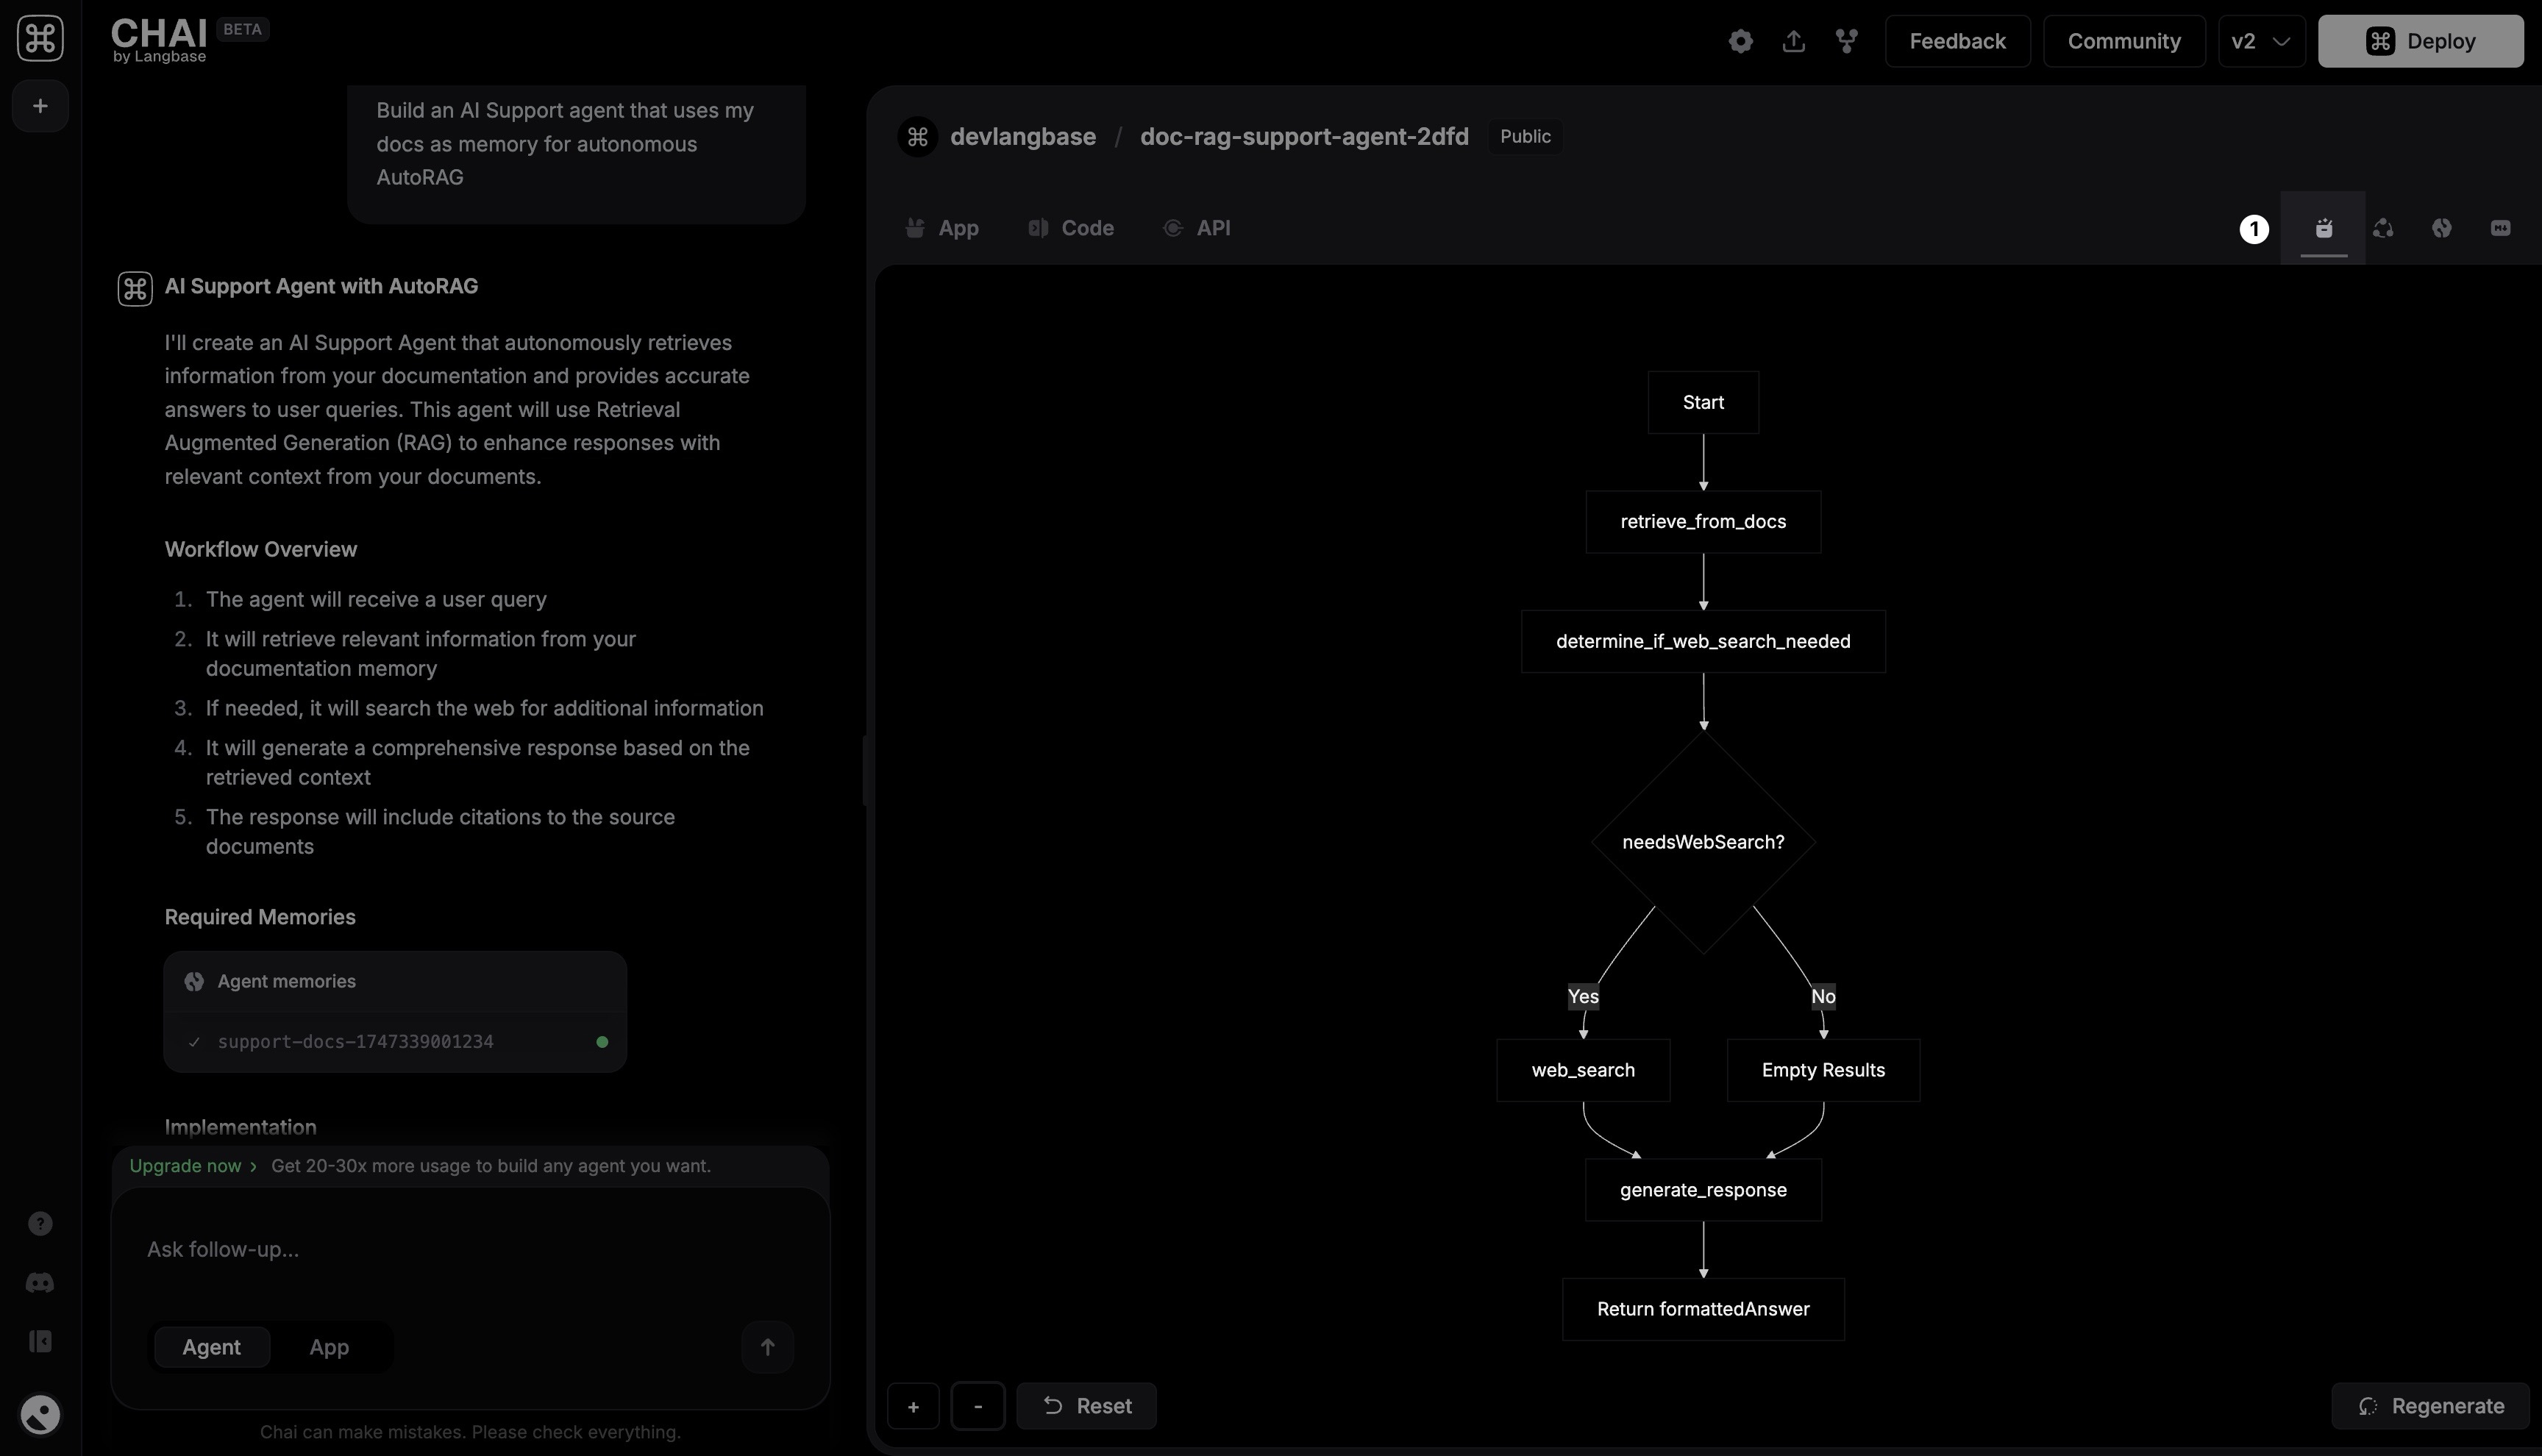 CHAI
BETA
by Langbase
Feedback
Community
v2
Deploy
Build an AI Support agent that uses my
docs as memory for autonomous
AutoRAG
AI Support Agent with AutoRAG
I'll create an AI Support Agent that autonomously retrieves
information from your documentation and provides accurate
answers to user queries. This agent will use Retrieval
Augmented Generation (RAG) to enhance responses with
relevant context from your documents.
Workflow Overview
1. The agent will receive a user query
2. It will retrieve relevant information from your
documentation memory
3. If needed, it will search the web for additional information
4. It will generate a comprehensive response based on the
retrieved context
5. The response will include citations to the source
documents
Required Memories
Agent memories
support-docs-1747339001234
Implementation
Upgrade now › Get 20-30x more usage to build any agent you want.
Ask follow-up...
Agent
App
Chai can make mistakes. Please check everything.
devlangbase / doc-rag-support-agent-2dfd
Public
App
Code
API
1
Start
retrieve_from_docs
determine_if_web_search_needed
needsWebSearch?
Yes
No
web_search
Empty Results
generate_response
Return formattedAnswer
+
-
Reset
Regenerate